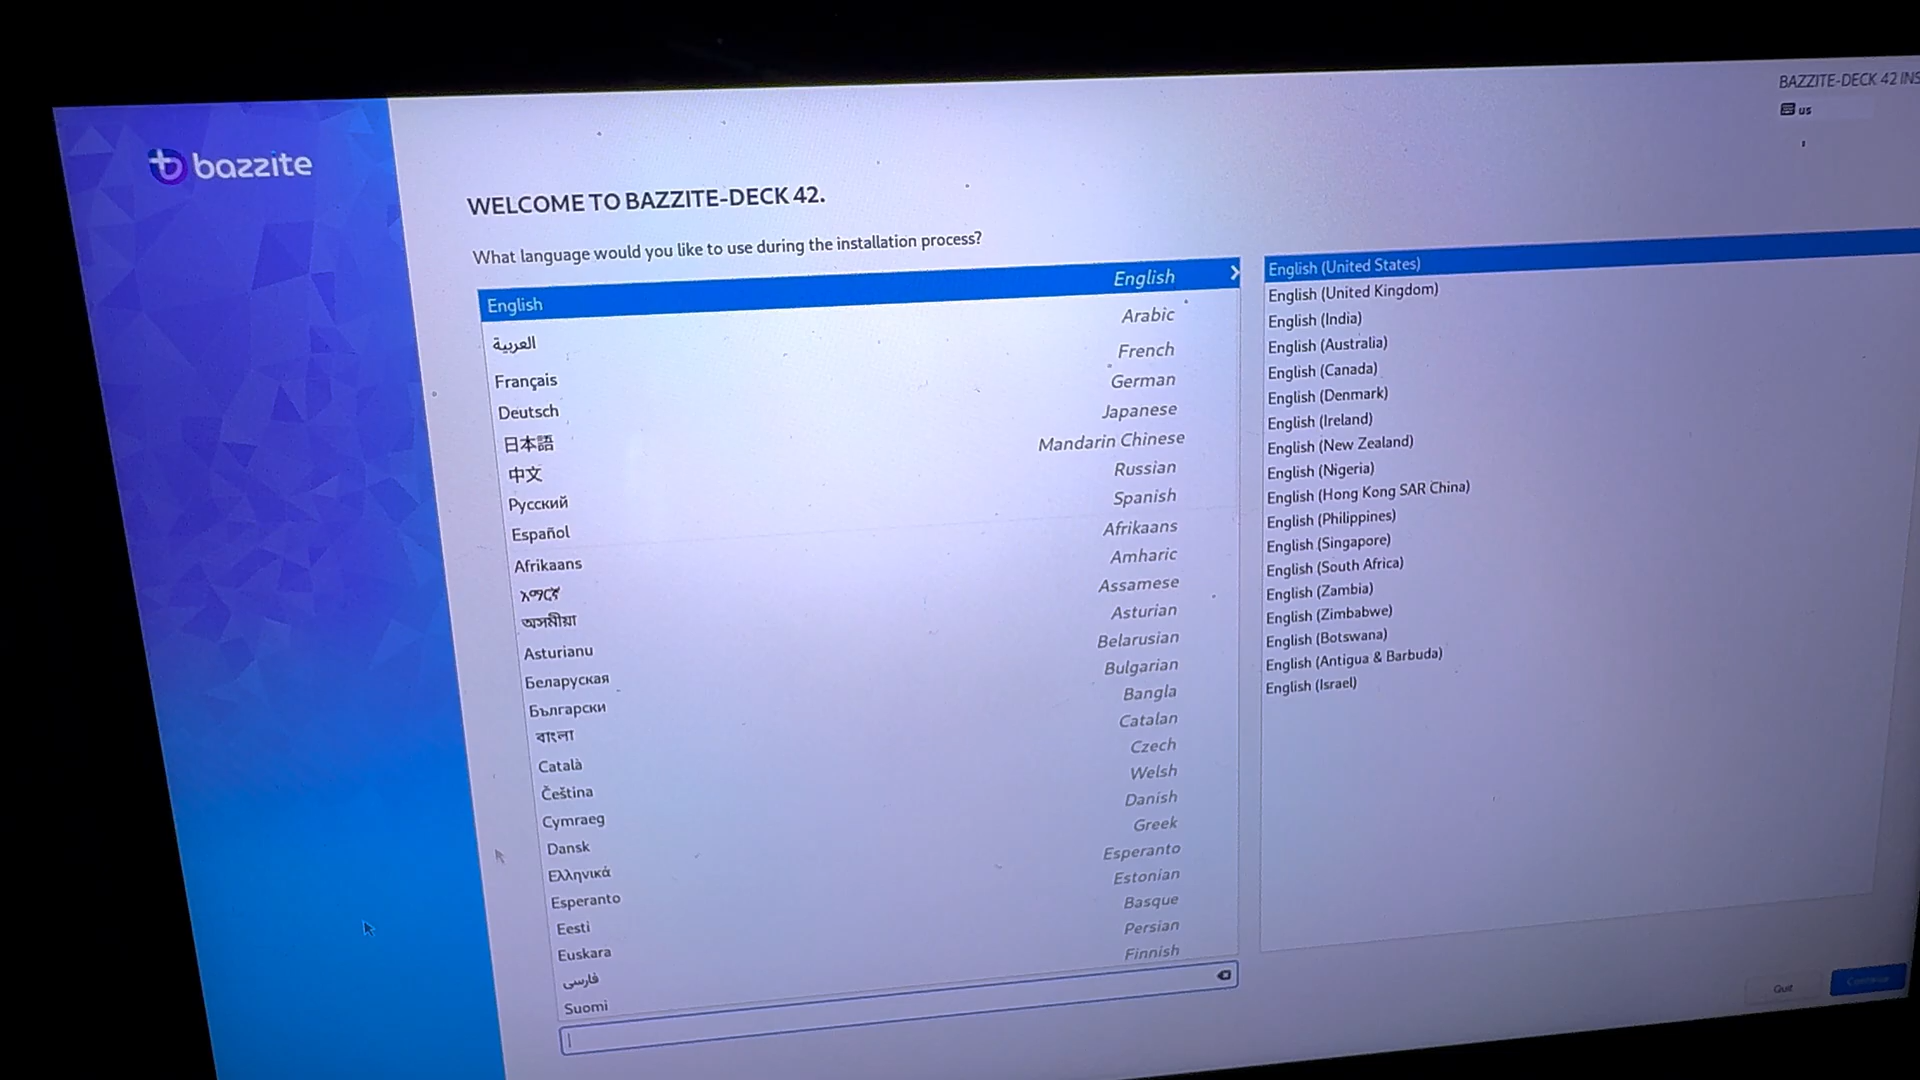 bazzite
BAZZITE-DECK 42 INS
us
WELCOME TO BAZZITE-DECK 42.
What language would you like to use during the installation process?
English English
العربية Arabic
Français French
Deutsch German
日本語 Japanese
中文 Mandarin Chinese
Русский Russian
Español Spanish
Afrikaans Afrikaans
አማርኛ Amharic
অসমীয়া Assamese
Asturianu Asturian
Беларуская Belarusian
Български Bulgarian
বাংলা Bangla
Català Catalan
Čeština Czech
Cymraeg Welsh
Dansk Danish
Ελληνικά Greek
Esperanto Esperanto
Eesti Estonian
Euskara Basque
فارسی Persian
Suomi Finnish
English (United States)
English (United Kingdom)
English (India)
English (Australia)
English (Canada)
English (Denmark)
English (Ireland)
English (New Zealand)
English (Nigeria)
English (Hong Kong SAR China)
English (Philippines)
English (Singapore)
English (South Africa)
English (Zambia)
English (Zimbabwe)
English (Botswana)
English (Antigua & Barbuda)
English (Israel)
Quit
Continue